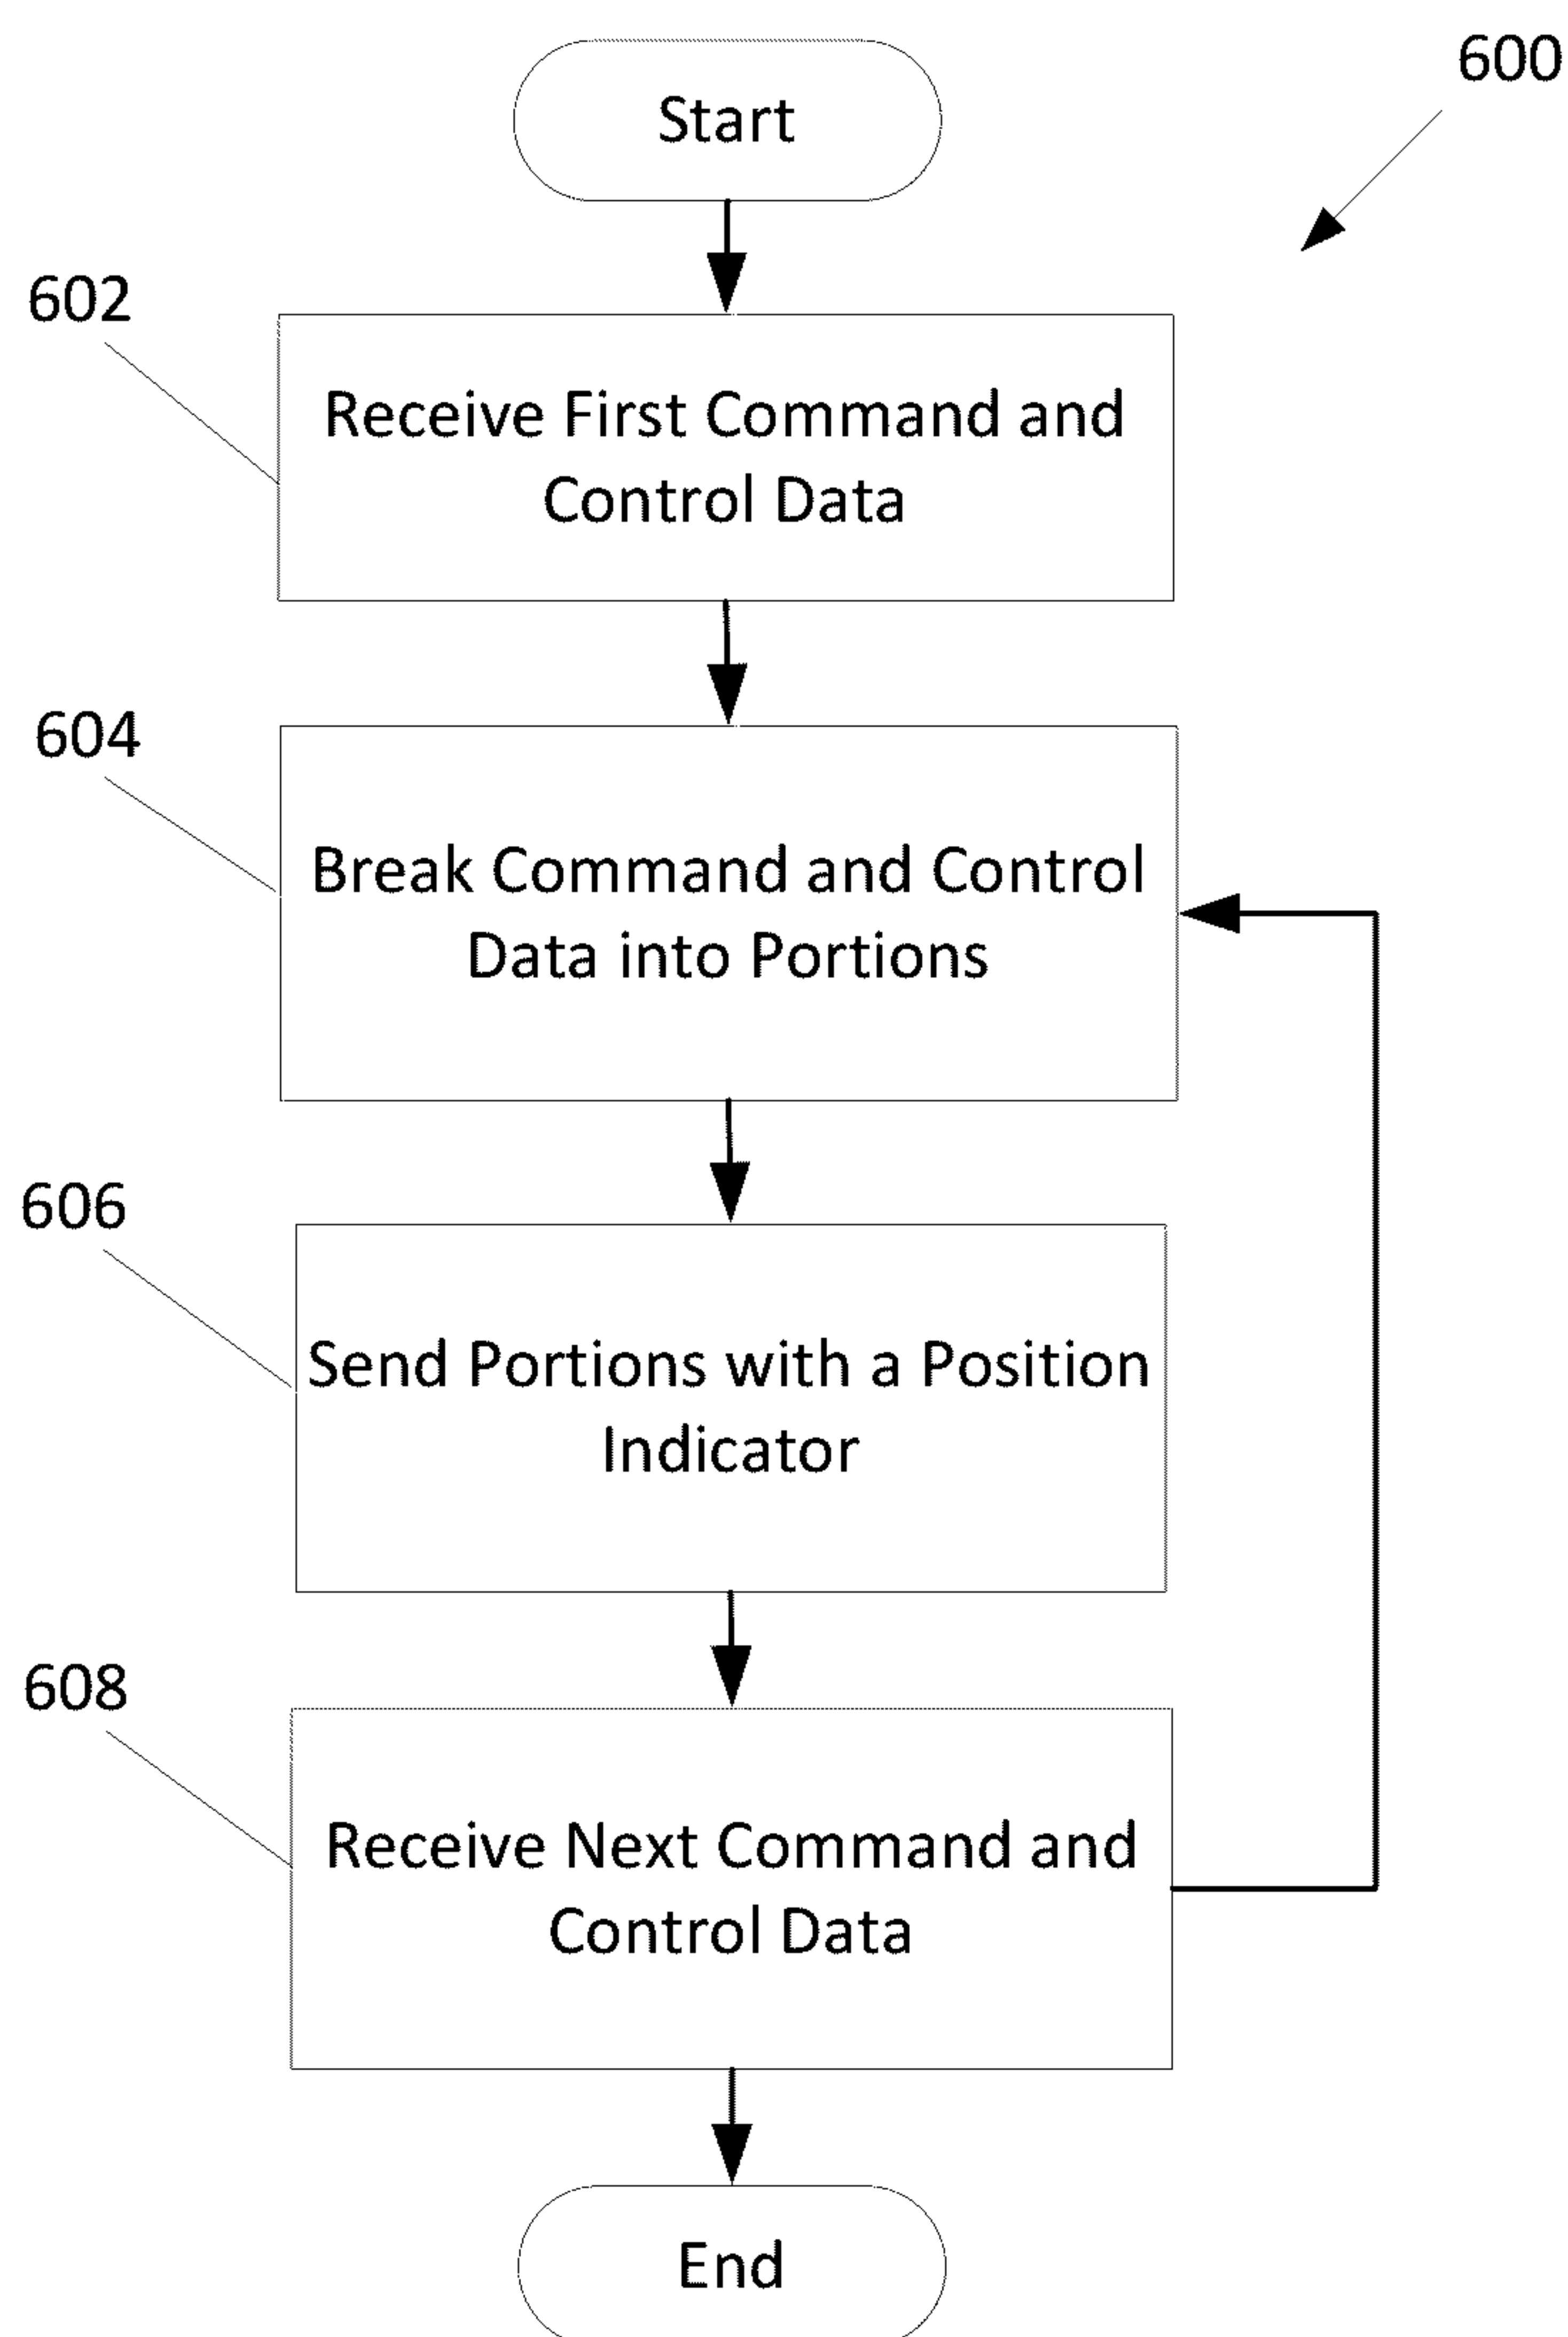 600
Start
602
Receive First Command and
Control Data
604
Break Command and Control
Data into Portions
606
Send Portions with a Position
Indicator
608
Receive Next Command and
Control Data
End